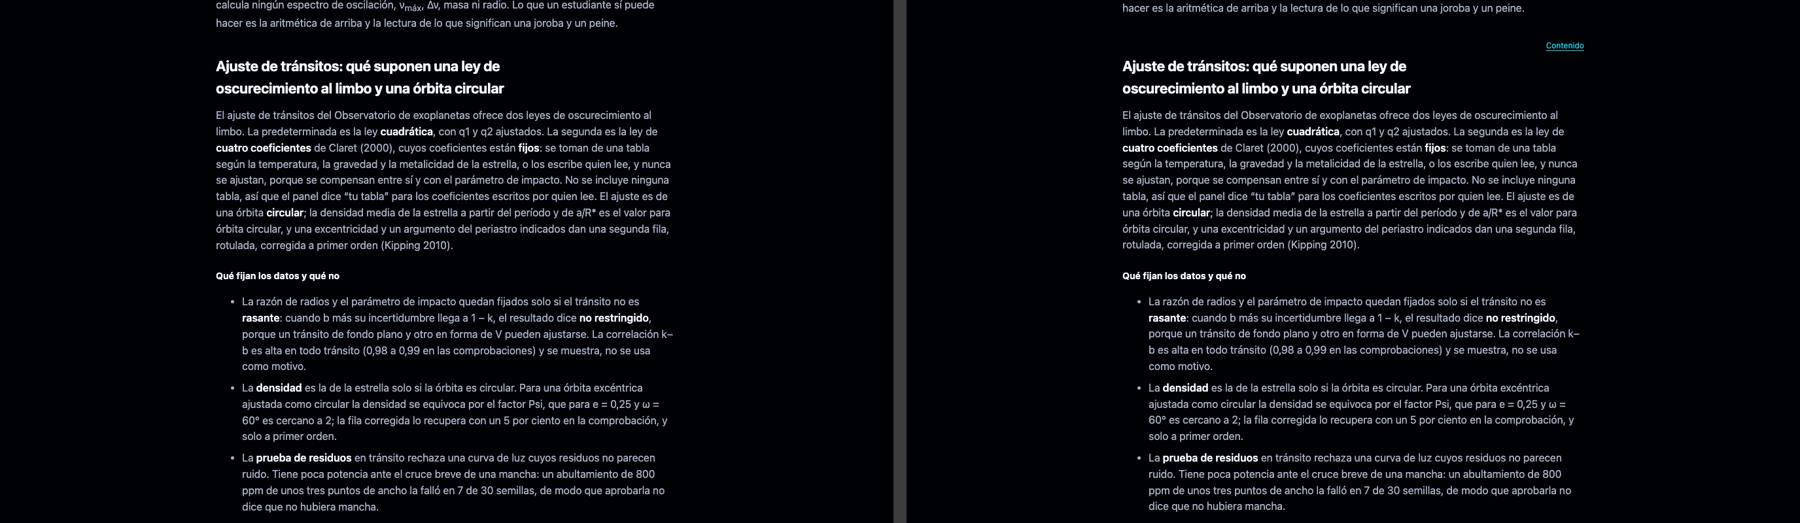 calcula ningún espectro de oscilación, νmáx, Δν, masa ni radio. Lo que un estudiante sí puede
hacer es la aritmética de arriba y la lectura de lo que significan una joroba y un peine.
Ajuste de tránsitos: qué suponen una ley de
oscurecimiento al limbo y una órbita circular
El ajuste de tránsitos del Observatorio de exoplanetas ofrece dos leyes de oscurecimiento al
limbo. La predeterminada es la ley cuadrática, con q1 y q2 ajustados. La segunda es la ley de
cuatro coeficientes de Claret (2000), cuyos coeficientes están fijos: se toman de una tabla
según la temperatura, la gravedad y la metalicidad de la estrella, o los escribe quien lee, y nunca
se ajustan, porque se compensan entre sí y con el parámetro de impacto. No se incluye ninguna
tabla, así que el panel dice “tu tabla” para los coeficientes escritos por quien lee. El ajuste es de
una órbita circular; la densidad media de la estrella a partir del período y de a/R* es el valor para
órbita circular, y una excentricidad y un argumento del periastro indicados dan una segunda fila,
rotulada, corregida a primer orden (Kipping 2010).
Qué fijan los datos y qué no
• La razón de radios y el parámetro de impacto quedan fijados solo si el tránsito no es
rasante: cuando b más su incertidumbre llega a 1 – k, el resultado dice no restringido,
porque un tránsito de fondo plano y otro en forma de V pueden ajustarse. La correlación k–
b es alta en todo tránsito (0,98 a 0,99 en las comprobaciones) y se muestra, no se usa
como motivo.
• La densidad es la de la estrella solo si la órbita es circular. Para una órbita excéntrica
ajustada como circular la densidad se equivoca por el factor Psi, que para e = 0,25 y ω =
60° es cercano a 2; la fila corregida lo recupera con un 5 por ciento en la comprobación, y
solo a primer orden.
• La prueba de residuos en tránsito rechaza una curva de luz cuyos residuos no parecen
ruido. Tiene poca potencia ante el cruce breve de una mancha: un abultamiento de 800
ppm de unos tres puntos de ancho la falló en 7 de 30 semillas, de modo que aprobarla no
dice que no hubiera mancha.
hacer es la aritmética de arriba y la lectura de lo que significan una joroba y un peine.
Contenido
Ajuste de tránsitos: qué suponen una ley de
oscurecimiento al limbo y una órbita circular
El ajuste de tránsitos del Observatorio de exoplanetas ofrece dos leyes de oscurecimiento al
limbo. La predeterminada es la ley cuadrática, con q1 y q2 ajustados. La segunda es la ley de
cuatro coeficientes de Claret (2000), cuyos coeficientes están fijos: se toman de una tabla
según la temperatura, la gravedad y la metalicidad de la estrella, o los escribe quien lee, y nunca
se ajustan, porque se compensan entre sí y con el parámetro de impacto. No se incluye ninguna
tabla, así que el panel dice “tu tabla” para los coeficientes escritos por quien lee. El ajuste es de
una órbita circular; la densidad media de la estrella a partir del período y de a/R* es el valor para
órbita circular, y una excentricidad y un argumento del periastro indicados dan una segunda fila,
rotulada, corregida a primer orden (Kipping 2010).
Qué fijan los datos y qué no
• La razón de radios y el parámetro de impacto quedan fijados solo si el tránsito no es
rasante: cuando b más su incertidumbre llega a 1 – k, el resultado dice no restringido,
porque un tránsito de fondo plano y otro en forma de V pueden ajustarse. La correlación k–
b es alta en todo tránsito (0,98 a 0,99 en las comprobaciones) y se muestra, no se usa
como motivo.
• La densidad es la de la estrella solo si la órbita es circular. Para una órbita excéntrica
ajustada como circular la densidad se equivoca por el factor Psi, que para e = 0,25 y ω =
60° es cercano a 2; la fila corregida lo recupera con un 5 por ciento en la comprobación, y
solo a primer orden.
• La prueba de residuos en tránsito rechaza una curva de luz cuyos residuos no parecen
ruido. Tiene poca potencia ante el cruce breve de una mancha: un abultamiento de 800
ppm de unos tres puntos de ancho la falló en 7 de 30 semillas, de modo que aprobarla no
dice que no hubiera mancha.